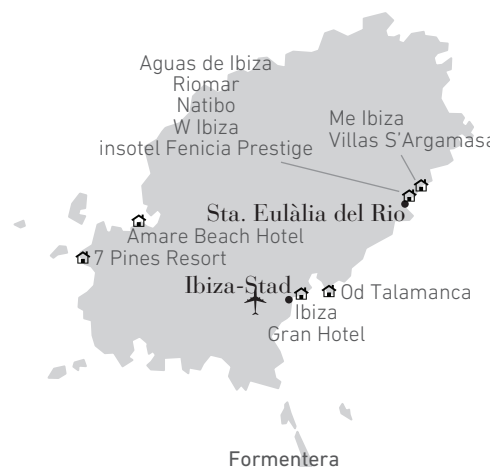 Aguas de Ibiza
Riomar
Natibo
W Ibiza
insotel Fenicia Prestige
Me Ibiza
Villas S'Argamasa
Sta. Eulàlia del Rio
Amare Beach Hotel
7 Pines Resort
Ibiza-Stad
Od Talamanca
Ibiza
Gran Hotel
Formentera